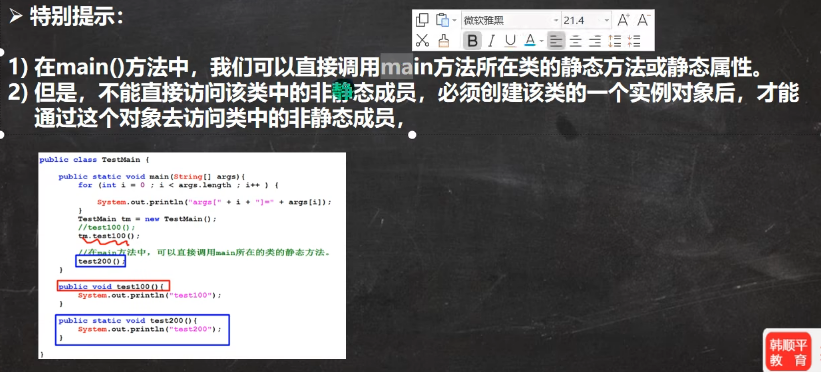 微软雅黑 21.4 A A
B I U A
➢ 特别提示：
1) 在main()方法中，我们可以直接调用main方法所在类的静态方法或静态属性。
2) 但是，不能直接访问该类中的非静态成员，必须创建该类的一个实例对象后，才能
通过这个对象去访问类中的非静态成员，
public class TestMain {
public static void main(String[] args){
for (int i = 0 ; i < args.length ; i++ ) {
System.out.println("args[" + i + "]=" + args[i]);
}
TestMain tm = new TestMain();
//test100();
tm.test100();
//在main方法中，可以直接调用main所在的类的静态方法。
test200();
}
public void test100(){
System.out.println("test100");
}
public static void test200(){
System.out.println("test200");
}
}
韩顺平
教 育